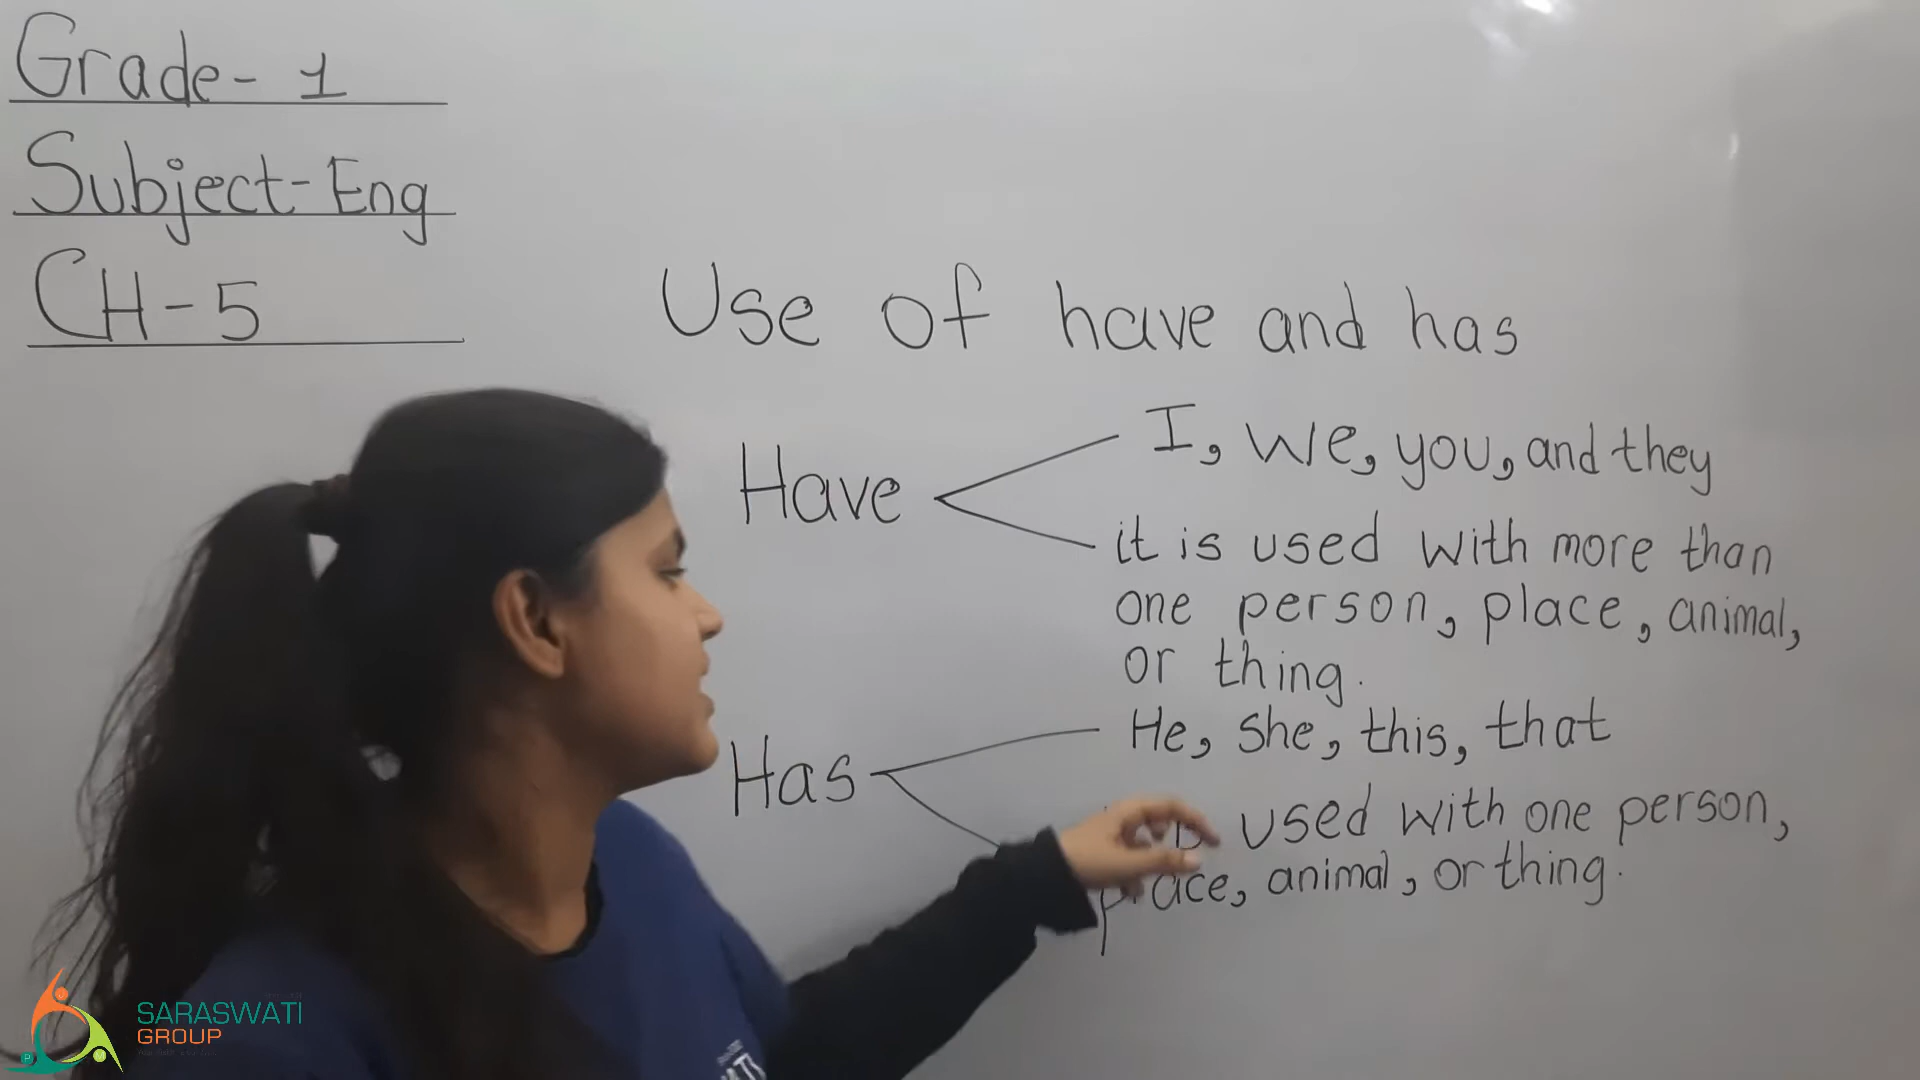 Grade- 1
Subject-Eng
CH-5
Use of have and has
Have
I, We, you, and they
it is used with more than
one person, place, animal,
or thing.
Has
He, She, this, that
used with one person,
place, animal, or thing.
SARASWATI
GROUP